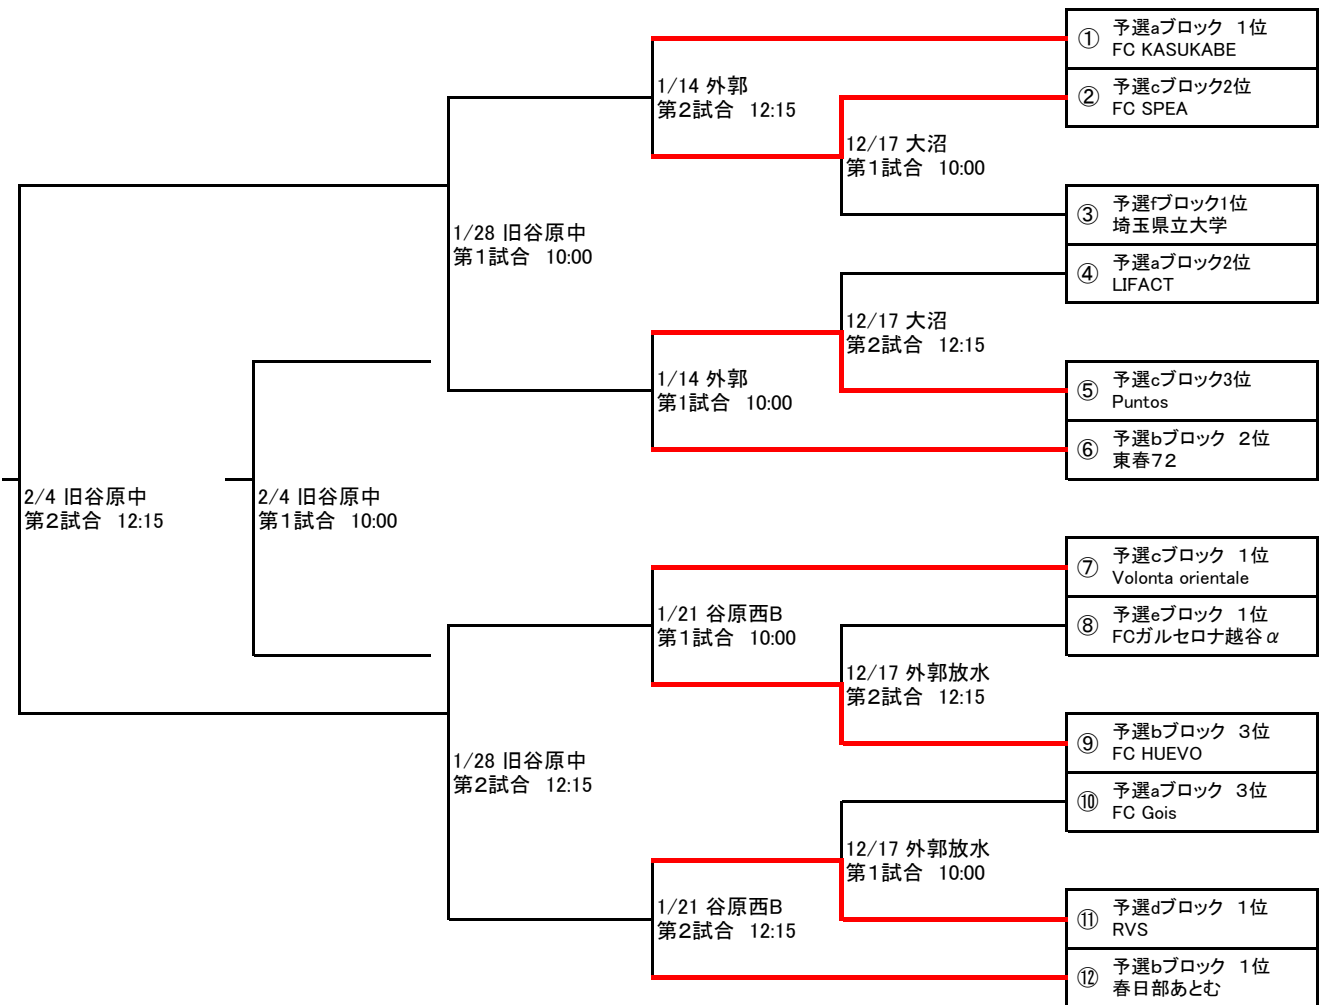 ① 予選aブロック　1位
FC KASUKABE
② 予選cブロック2位
FC SPEA
1/14 外郭
第2試合　12:15
12/17 大沼
第1試合　10:00
③ 予選fブロック1位
埼玉県立大学
④ 予選aブロック2位
LIFACT
1/28 旧谷原中
第1試合　10:00
12/17 大沼
第2試合　12:15
1/14 外郭
第1試合　10:00
⑤ 予選cブロック3位
Puntos
⑥ 予選bブロック　2位
東春72
2/4 旧谷原中
第2試合　12:15
2/4 旧谷原中
第1試合　10:00
⑦ 予選cブロック　1位
Volonta orientale
⑧ 予選eブロック　1位
FCガルセロナ越谷α
1/21 谷原西B
第1試合　10:00
12/17 外郭放水
第2試合　12:15
⑨ 予選bブロック　3位
FC HUEVO
⑩ 予選aブロック　3位
FC Gois
1/28 旧谷原中
第2試合　12:15
12/17 外郭放水
第1試合　10:00
1/21 谷原西B
第2試合　12:15
⑪ 予選dブロック　1位
RVS
⑫ 予選bブロック　1位
春日部あとむ